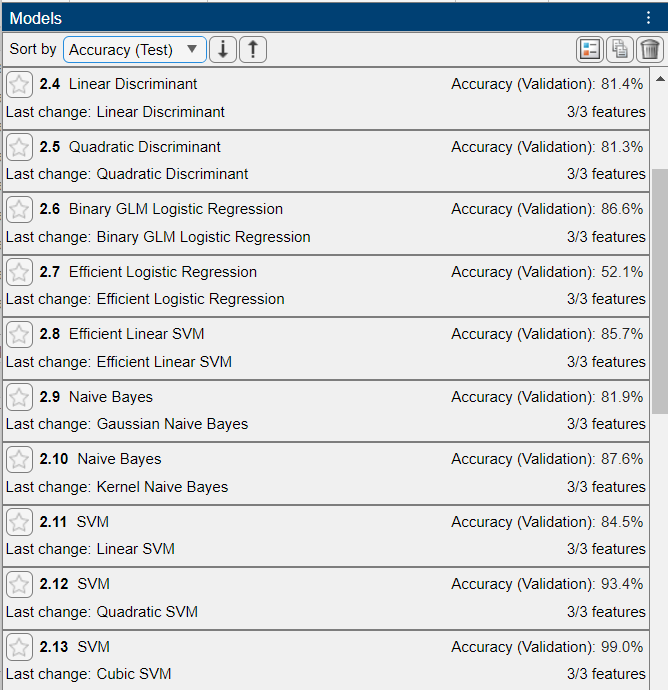 Models
Sort by Accuracy (Test)
2.4 Linear Discriminant Accuracy (Validation): 81.4%
Last change: Linear Discriminant 3/3 features
2.5 Quadratic Discriminant Accuracy (Validation): 81.3%
Last change: Quadratic Discriminant 3/3 features
2.6 Binary GLM Logistic Regression Accuracy (Validation): 86.6%
Last change: Binary GLM Logistic Regression 3/3 features
2.7 Efficient Logistic Regression Accuracy (Validation): 52.1%
Last change: Efficient Logistic Regression 3/3 features
2.8 Efficient Linear SVM Accuracy (Validation): 85.7%
Last change: Efficient Linear SVM 3/3 features
2.9 Naive Bayes Accuracy (Validation): 81.9%
Last change: Gaussian Naive Bayes 3/3 features
2.10 Naive Bayes Accuracy (Validation): 87.6%
Last change: Kernel Naive Bayes 3/3 features
2.11 SVM Accuracy (Validation): 84.5%
Last change: Linear SVM 3/3 features
2.12 SVM Accuracy (Validation): 93.4%
Last change: Quadratic SVM 3/3 features
2.13 SVM Accuracy (Validation): 99.0%
Last change: Cubic SVM 3/3 features